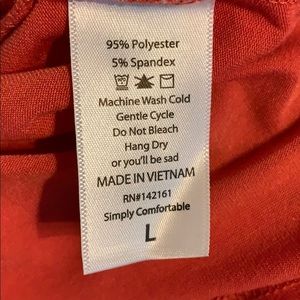 95% Polyester
5% Spandex
Machine Wash Cold
Gentle Cycle
Do Not Bleach
Hang Dry
or you'll be sad
MADE IN VIETNAM
RN#142161
Simply Comfortable
L